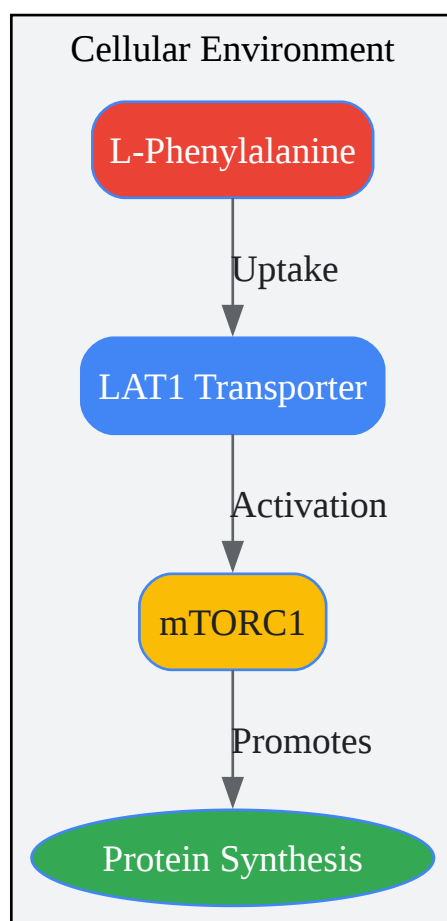 Cellular Environment
L-Phenylalanine
Uptake
LAT1 Transporter
Activation
mTORC1
Promotes
Protein Synthesis